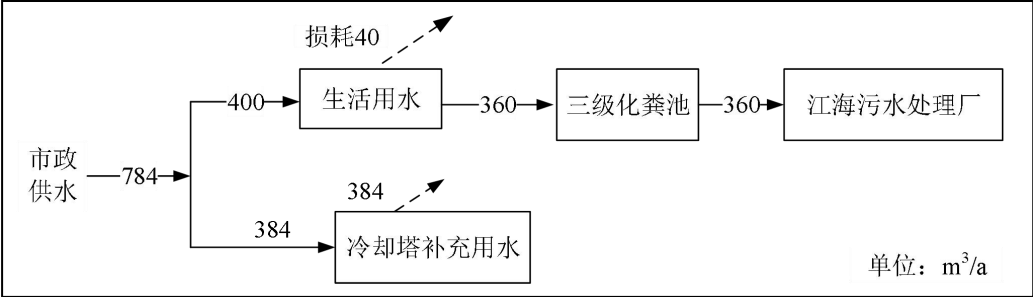 损耗40
400
生活用水
360
三级化粪池
360
江海污水处理厂
市政
供水
784
384
384
冷却塔补充用水
单位：m³/a